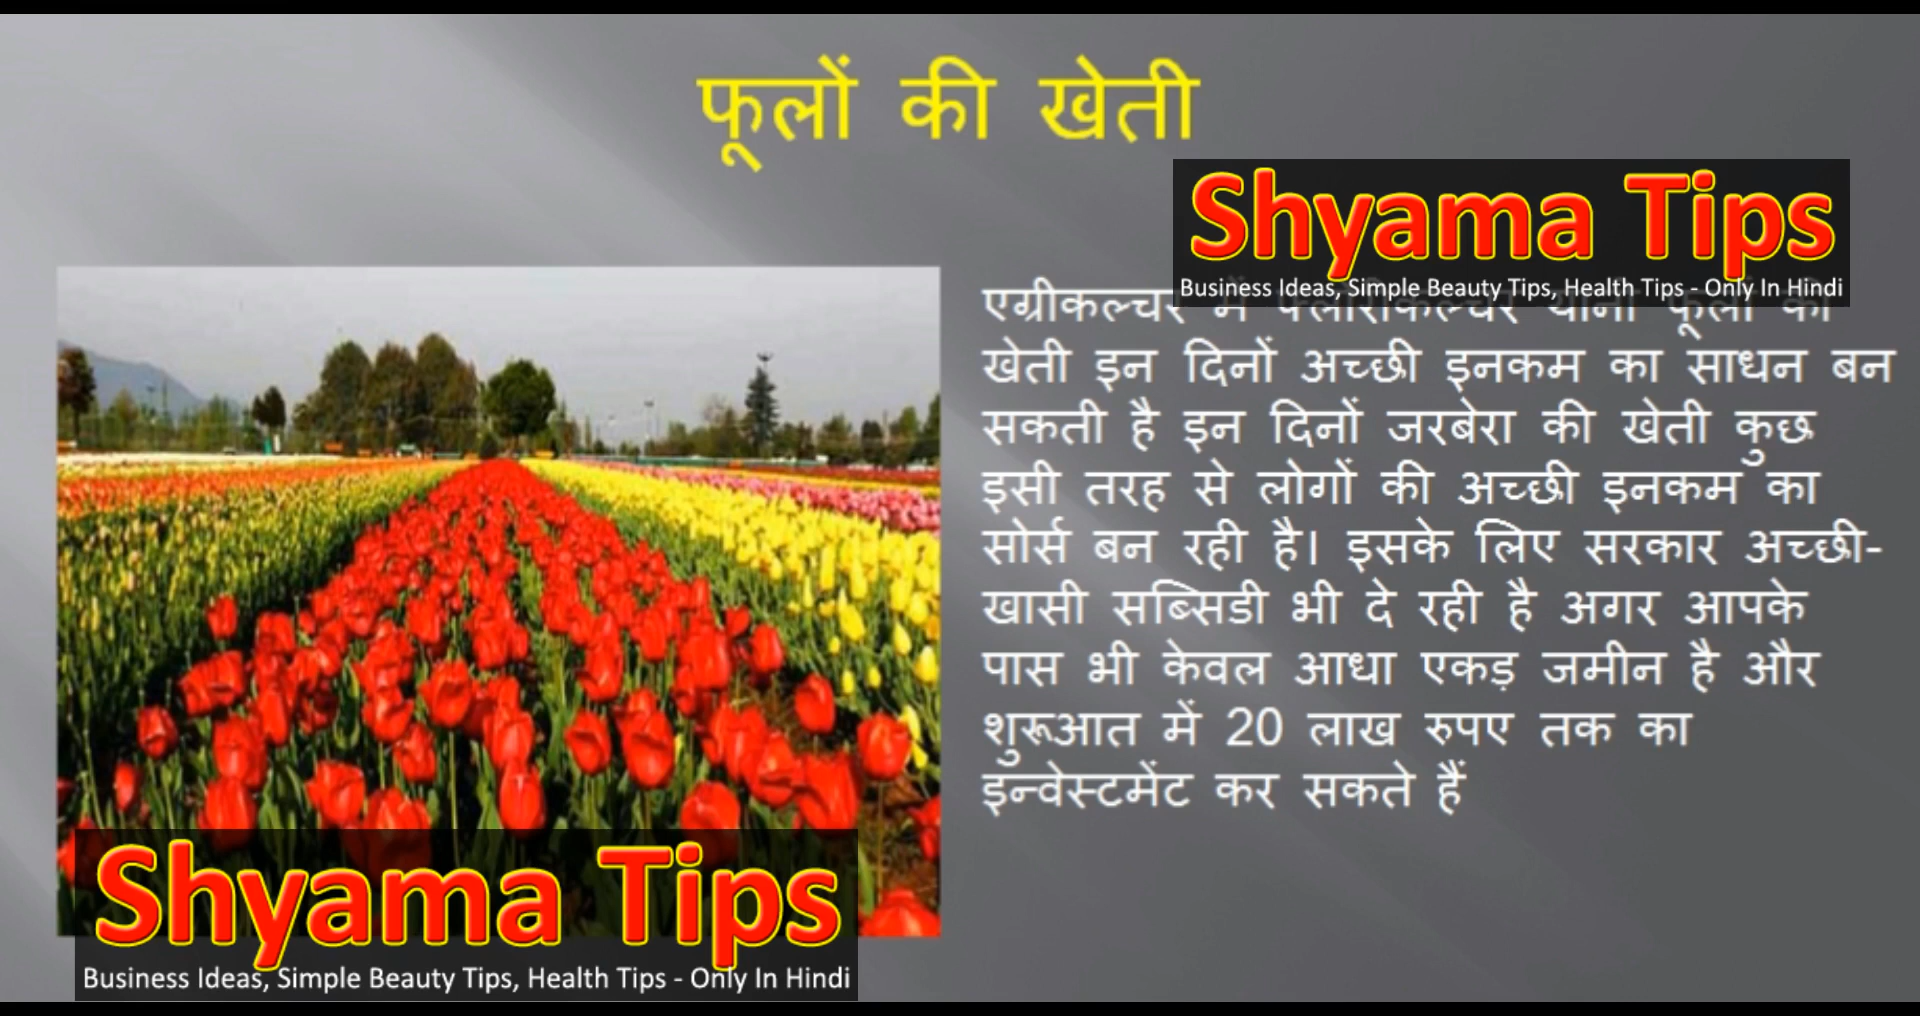 फूलों की खेती
Shyama Tips
Business Ideas, Simple Beauty Tips, Health Tips - Only In Hindi
एग्रीकल्चर में फ्लोरीकल्चर यानी फूलों की
खेती इन दिनों अच्छी इनकम का साधन बन
सकती है इन दिनों जरबेरा की खेती कुछ
इसी तरह से लोगों की अच्छी इनकम का
सोर्स बन रही है। इसके लिए सरकार अच्छी-
खासी सब्सिडी भी दे रही है अगर आपके
पास भी केवल आधा एकड़ जमीन है और
शुरूआत में 20 लाख रुपए तक का
इन्वेस्टमेंट कर सकते हैं
Shyama Tips
Business Ideas, Simple Beauty Tips, Health Tips - Only In Hindi